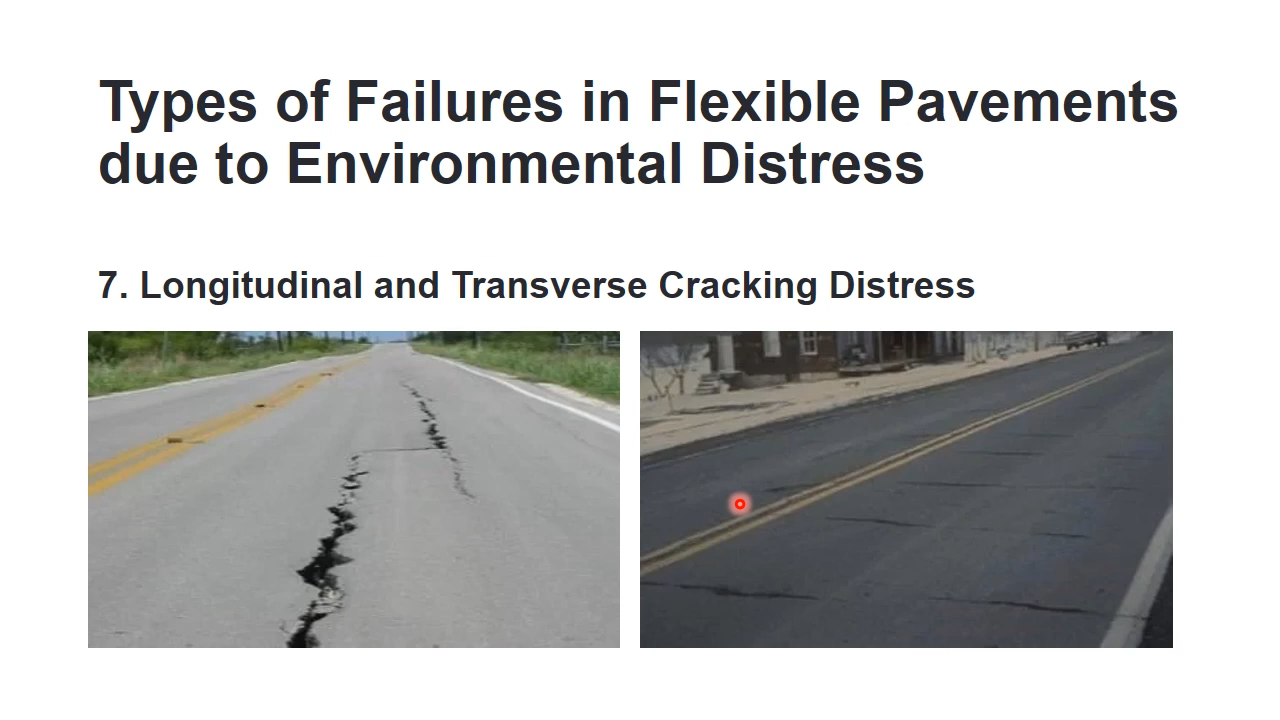 Types of Failures in Flexible Pavements
due to Environmental Distress
7. Longitudinal and Transverse Cracking Distress